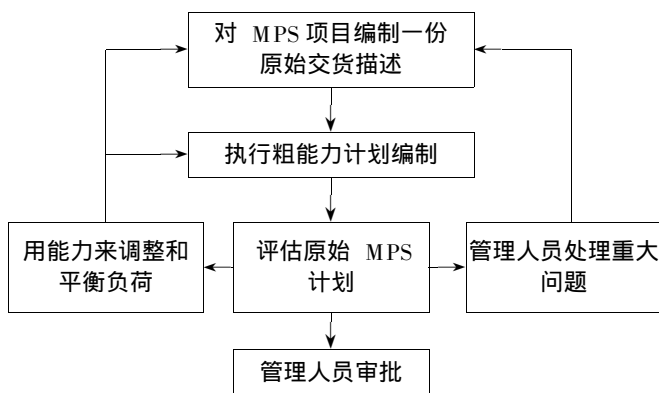 对 MPS 项目编制一份
原始交货描述
执行粗能力计划编制
用能力来调整和
平衡负荷
评估原始 MPS
计划
管理人员处理重大
问题
管理人员审批